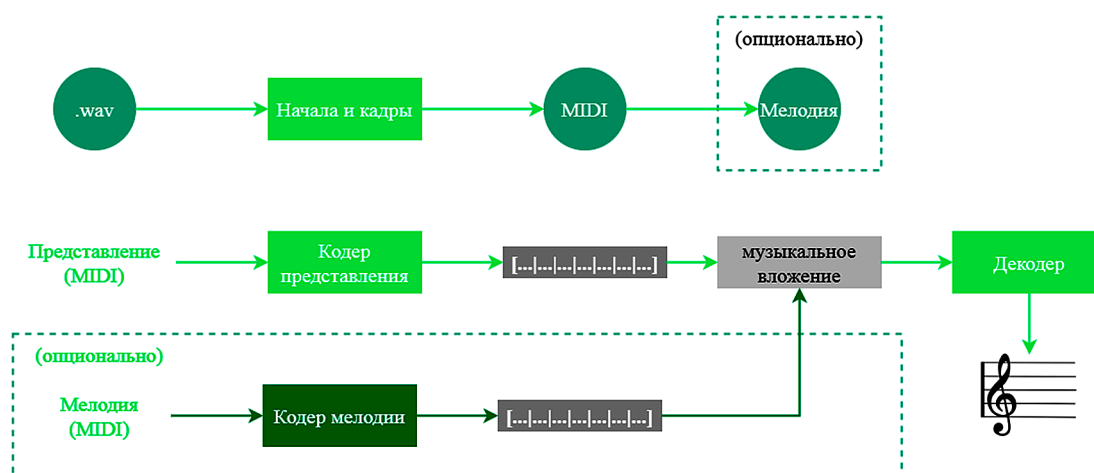 (опционально)
.wav
Начала и кадры
MIDI
Мелодия
Представление
(MIDI)
Кодер
представления
[...|...|...|...|...|...|...]
музыкальное
вложение
Декодер
(опционально)
Мелодия
(MIDI)
Кодер мелодии
[...|...|...|...|...|...|...]